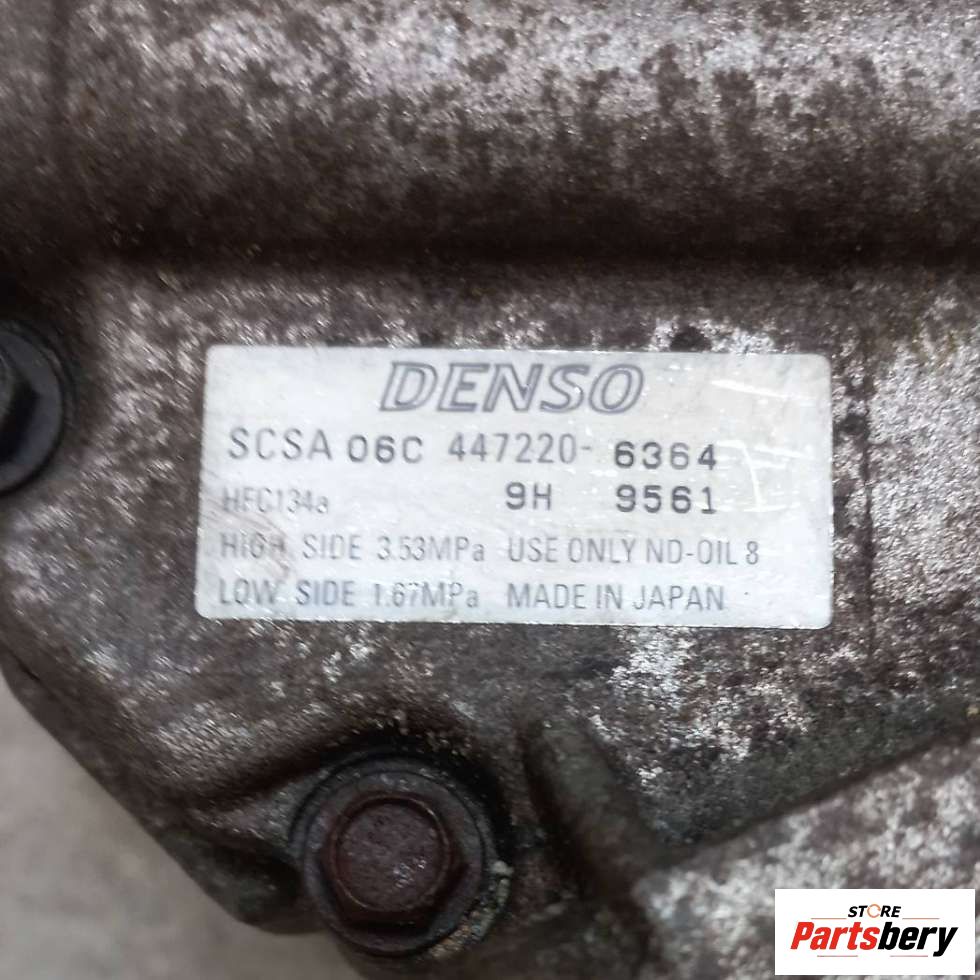 DENSO
SCSA 06C 447220- 6364
HFC134a 9H 9561
HIGH SIDE 3.53MPa USE ONLY ND-OIL 8
LOW SIDE 1.67MPa MADE IN JAPAN
STORE
Partsbery